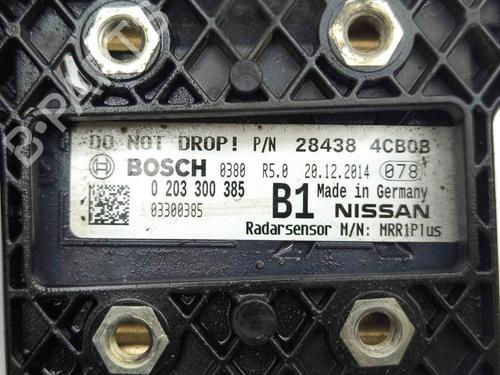 DO NOT DROP! P/N 28438 4CB0B
BOSCH 0380 R5.0 20.12.2014 078
0 203 300 385 B1 Made in Germany
03300385 NISSAN
Radarsensor M/N: MRR1Plus
B-PARTS